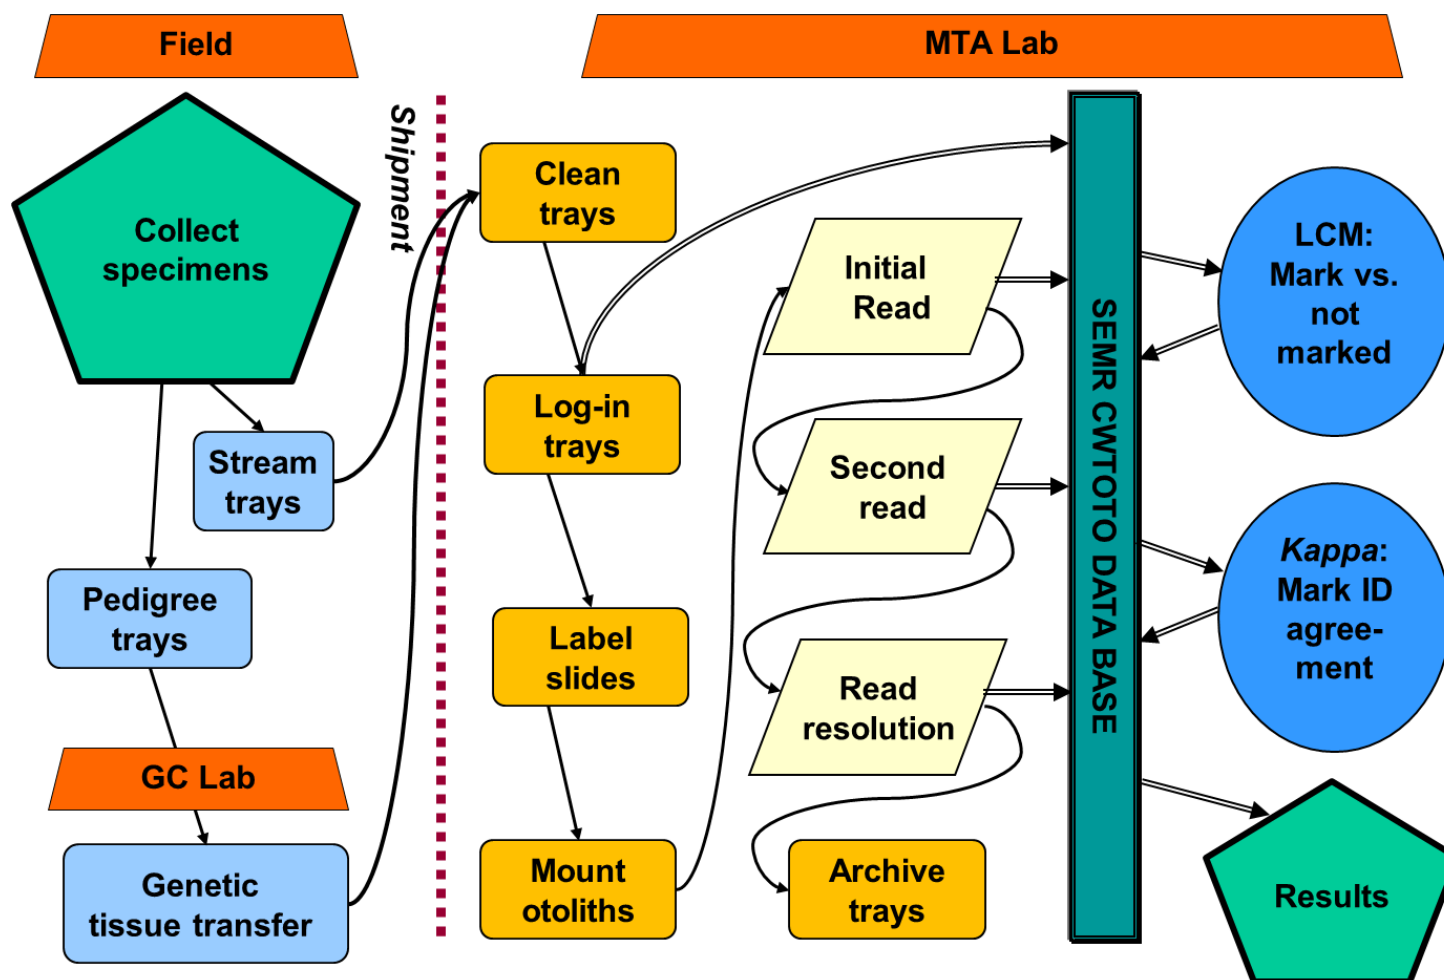 Field
MTA Lab
Shipment
Collect
specimens
Stream
trays
Pedigree
trays
GC Lab
Genetic
tissue transfer
Clean
trays
Log-in
trays
Label
slides
Mount
otoliths
Initial
Read
Second
read
Read
resolution
Archive
trays
SEMR CWTOTO DATA BASE
LCM:
Mark vs.
not
marked
Kappa:
Mark ID
agree-
ment
Results